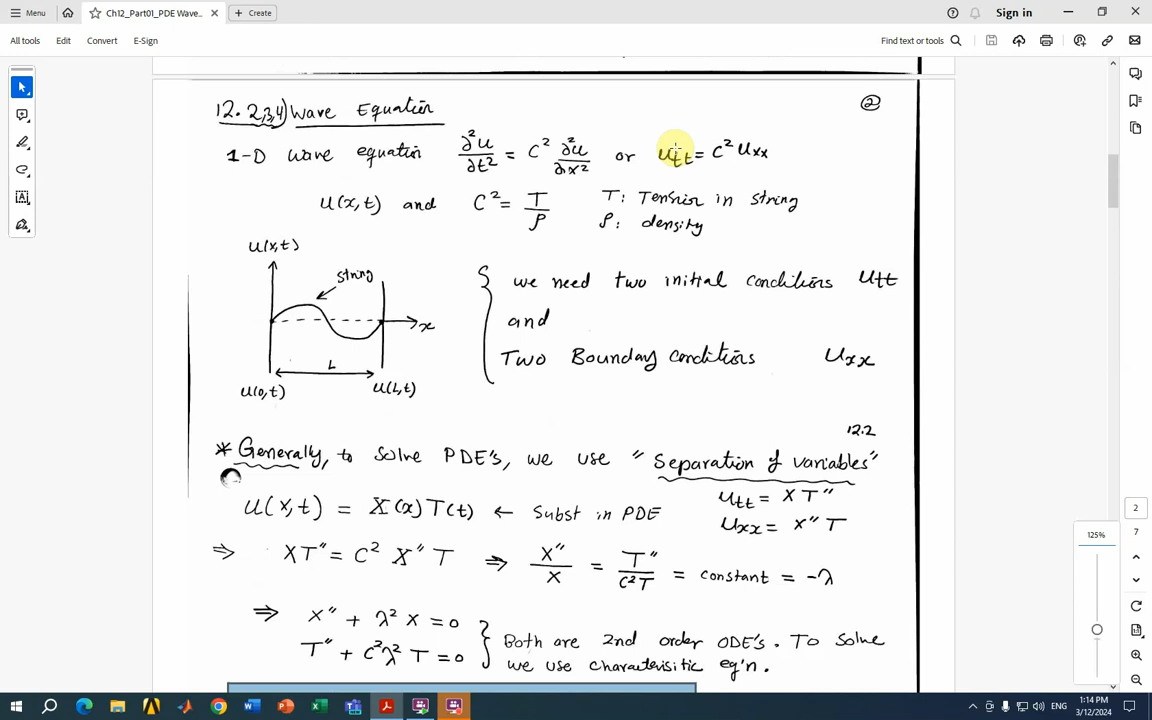 Menu
Ch12_Part01_PDE Wave...
Create
Sign in
All tools
Edit
Convert
E-Sign
Find text or tools
12.2,3,4) Wave Equation
②
1-D wave equation ∂²u/∂t² = C² ∂²u/∂x² or utt = c² uxx
u(x,t) and C² = T/ρ T: Tension in string
ρ: density
u(x,t)
string
we need two initial conditions utt
and
x
Two Boundary conditions uxx
L
u(0,t) u(L,t)
12.2
* Generally, to solve PDE's, we use "Separation of variables"
utt = XT"
u(x,t) = X(x)T(t) ← Subst in PDE
uxx = X"T
⇒ XT" = C² X"T ⇒ X"/X = T"/C²T = constant = -λ
⇒ X" + λ² X = 0
T" + C²λ² T = 0
Both are 2nd order ODE's. To solve
we use characterisitic eq'n.
2
7
125%
ENG
1:14 PM
3/12/2024